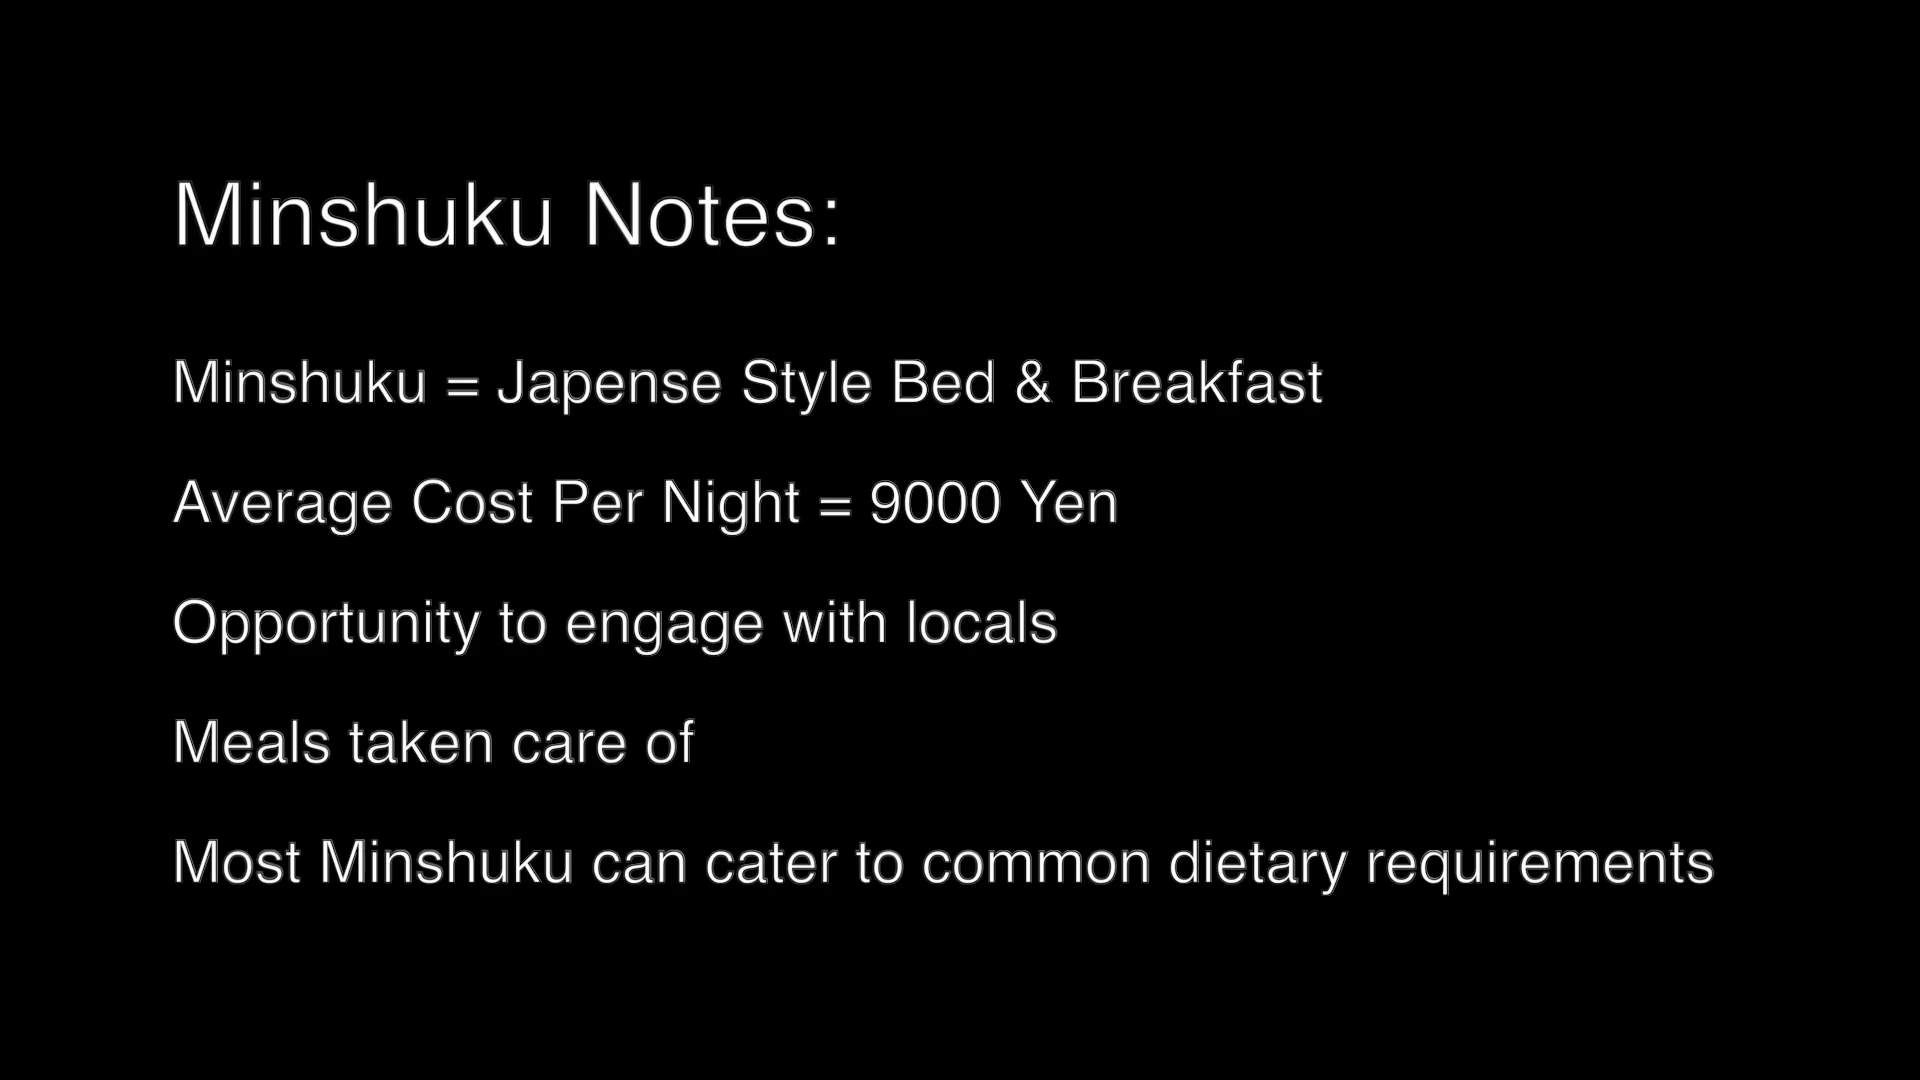 Minshuku Notes:
Minshuku = Japense Style Bed & Breakfast
Average Cost Per Night = 9000 Yen
Opportunity to engage with locals
Meals taken care of
Most Minshuku can cater to common dietary requirements